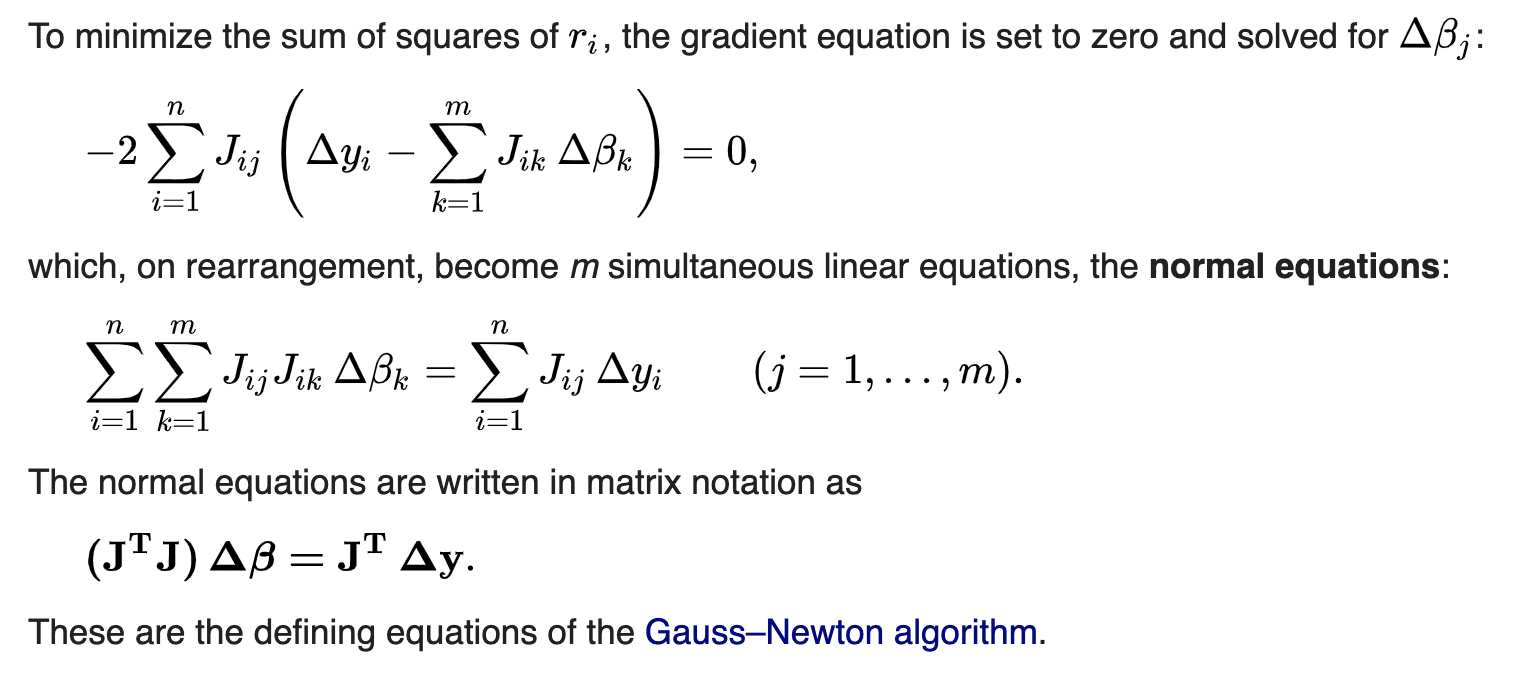 To minimize the sum of squares of $r_i$, the gradient equation is set to zero and solved for $\Delta \beta_j$:
$-2\sum_{i=1}^{n} J_{ij} \left( \Delta y_i - \sum_{k=1}^{m} J_{ik}\, \Delta \beta_k \right) = 0,$
which, on rearrangement, become m simultaneous linear equations, the normal equations:
$\sum_{i=1}^{n} \sum_{k=1}^{m} J_{ij} J_{ik}\, \Delta \beta_k = \sum_{i=1}^{n} J_{ij}\, \Delta y_i \qquad (j = 1, \ldots, m).$
The normal equations are written in matrix notation as
$\left(\mathbf{J}^{\mathbf{T}} \mathbf{J}\right) \mathbf{\Delta} \boldsymbol{\beta} = \mathbf{J}^{\mathbf{T}}\, \mathbf{\Delta y}.$
These are the defining equations of the Gauss–Newton algorithm.